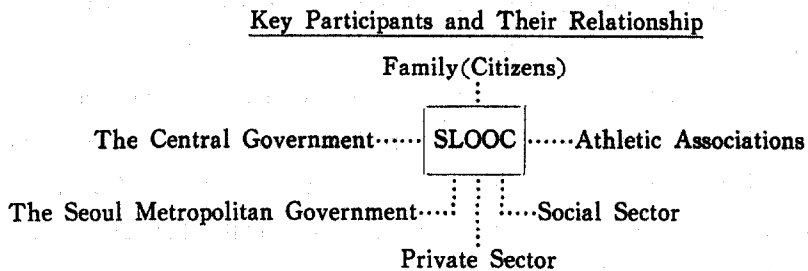 Key Participants and Their Relationship
Family(Citizens)
The Central Government SLOOC Athletic Associations
The Seoul Metropolitan Government Social Sector
Private Sector